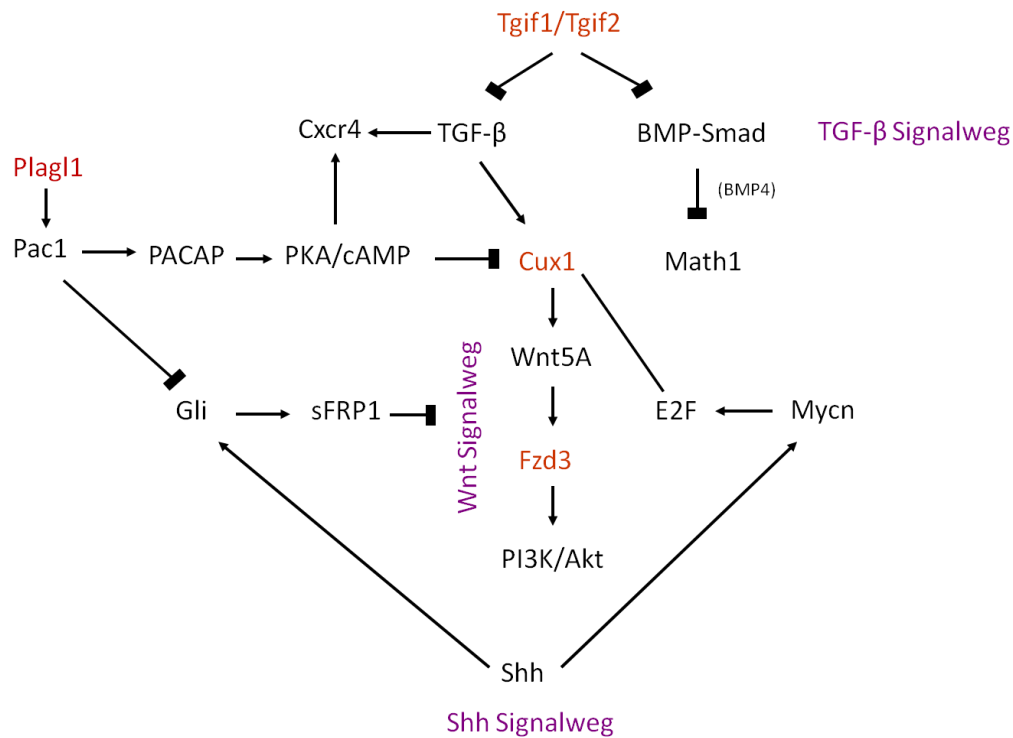 Tgif1/Tgif2
Cxcr4
TGF-β
BMP-Smad
TGF-β Signalweg
Plagl1
(BMP4)
Pac1
PACAP
PKA/cAMP
Cux1
Math1
Wnt5A
Wnt Signalweg
Gli
sFRP1
E2F
Mycn
Fzd3
PI3K/Akt
Shh
Shh Signalweg